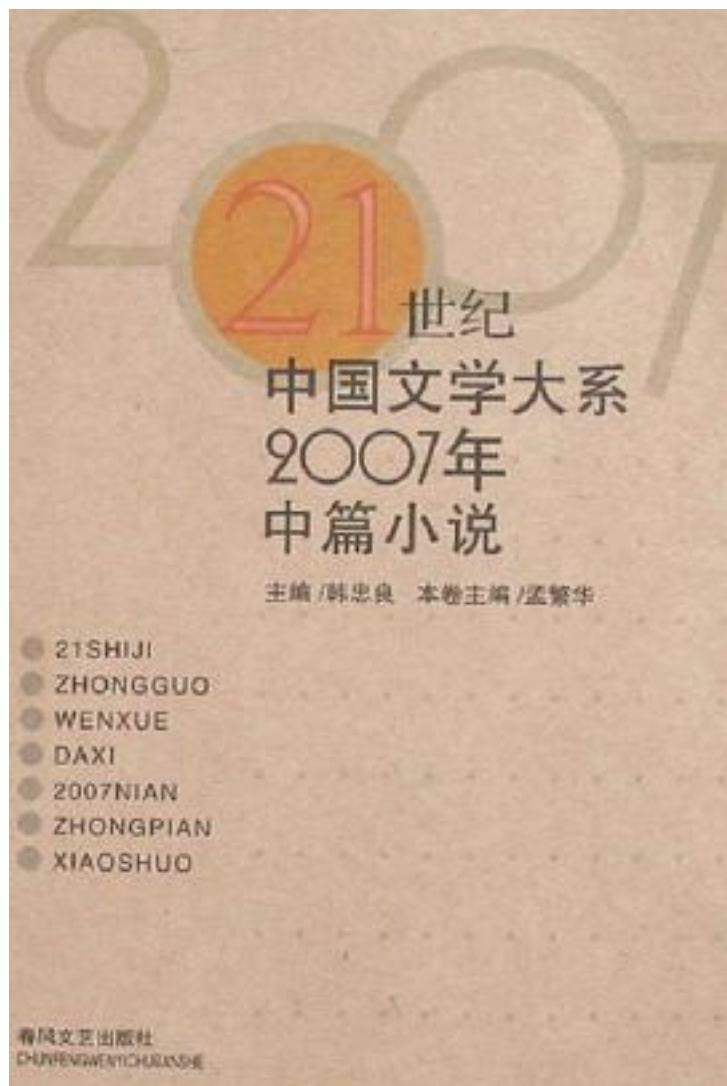 2007
21世纪
中国文学大系
2007年
中篇小说
主编/韩忠良 本卷主编/孟繁华
21SHIJI
ZHONGGUO
WENXUE
DAXI
2007NIAN
ZHONGPIAN
XIAOSHUO
春风文艺出版社
CHUNFENGWENYICHUBANSHE